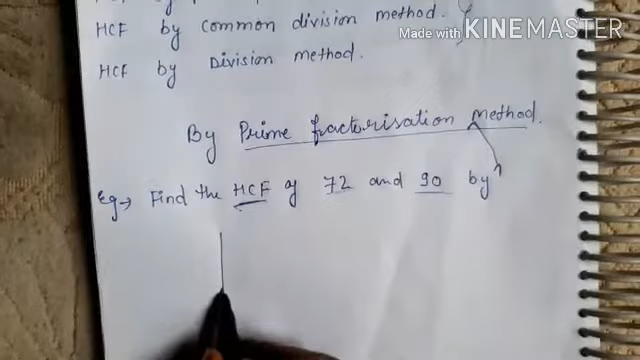 HCF by common division method.
Made with KINEMASTER
HCF by Division method.
By Prime factorisation method.
Eg→ Find the HCF of 72 and 90 by